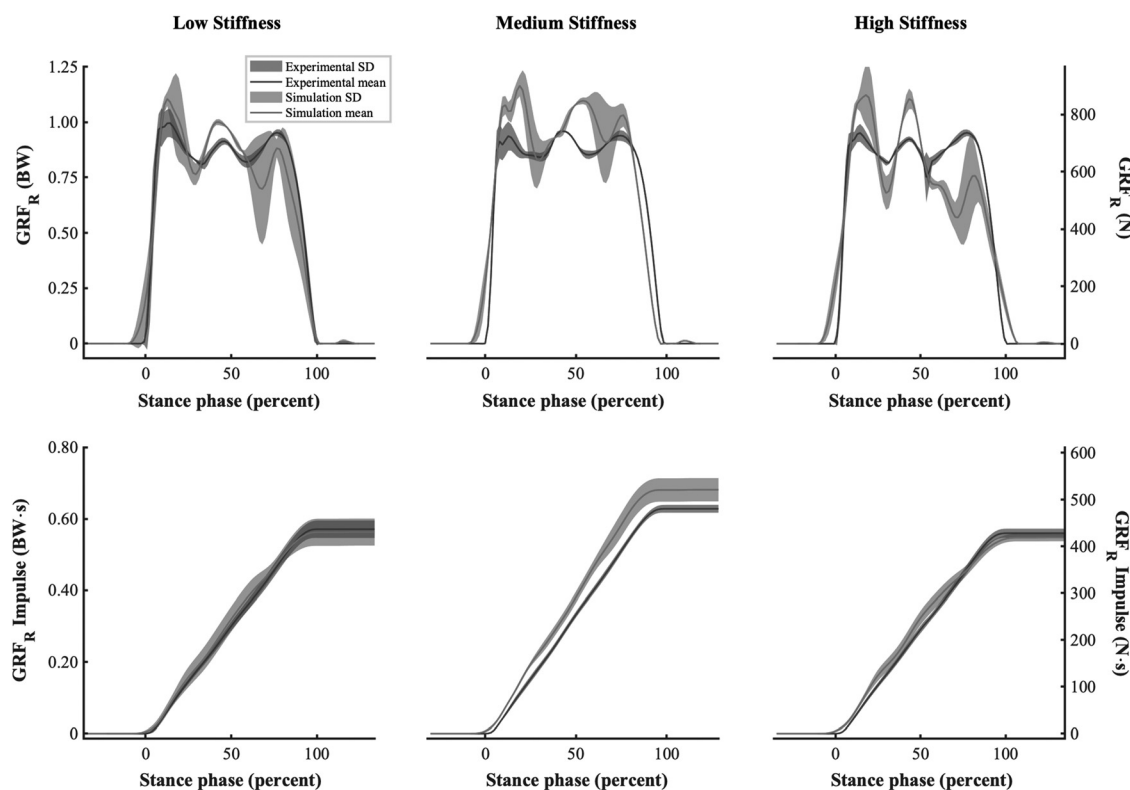 Low Stiffness
Medium Stiffness
High Stiffness
Experimental SD
Experimental mean
Simulation SD
Simulation mean
GRF_R (BW)
1.25
1.00
0.75
0.50
0.25
0
GRF_R (N)
800
600
400
200
0
0 50 100
0 50 100
0 50 100
Stance phase (percent)
Stance phase (percent)
Stance phase (percent)
GRF_R Impulse (BW·s)
0.80
0.60
0.40
0.20
0
GRF_R Impulse (N·s)
600
500
400
300
200
100
0
0 50 100
0 50 100
0 50 100
Stance phase (percent)
Stance phase (percent)
Stance phase (percent)